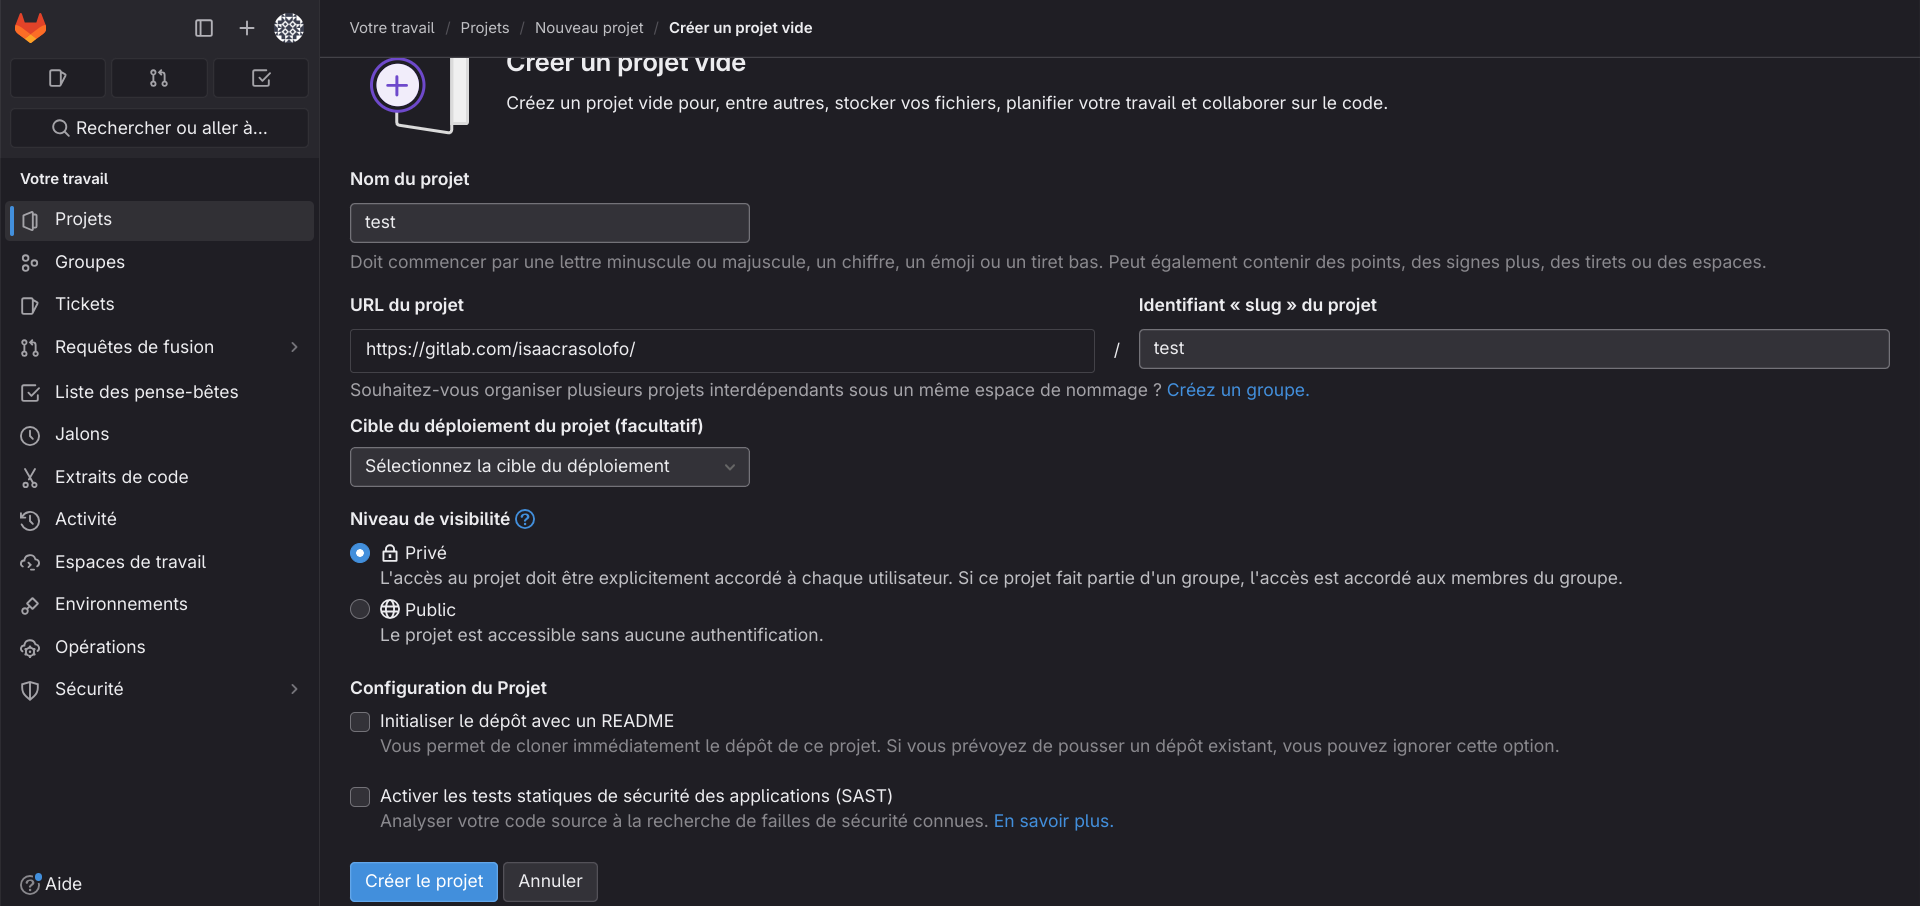 Votre travail / Projets / Nouveau projet / Créer un projet vide
Rechercher ou aller à...
Votre travail
Projets
Groupes
Tickets
Requêtes de fusion
Liste des pense-bêtes
Jalons
Extraits de code
Activité
Espaces de travail
Environnements
Opérations
Sécurité
Aide
Créer un projet vide
Créez un projet vide pour, entre autres, stocker vos fichiers, planifier votre travail et collaborer sur le code.
Nom du projet
test
Doit commencer par une lettre minuscule ou majuscule, un chiffre, un émoji ou un tiret bas. Peut également contenir des points, des signes plus, des tirets ou des espaces.
URL du projet
https://gitlab.com/isaacrasolofo/
/
Identifiant « slug » du projet
test
Souhaitez-vous organiser plusieurs projets interdépendants sous un même espace de nommage ? Créez un groupe.
Cible du déploiement du projet (facultatif)
Sélectionnez la cible du déploiement
Niveau de visibilité
Privé
L'accès au projet doit être explicitement accordé à chaque utilisateur. Si ce projet fait partie d'un groupe, l'accès est accordé aux membres du groupe.
Public
Le projet est accessible sans aucune authentification.
Configuration du Projet
Initialiser le dépôt avec un README
Vous permet de cloner immédiatement le dépôt de ce projet. Si vous prévoyez de pousser un dépôt existant, vous pouvez ignorer cette option.
Activer les tests statiques de sécurité des applications (SAST)
Analyser votre code source à la recherche de failles de sécurité connues. En savoir plus.
Créer le projet
Annuler